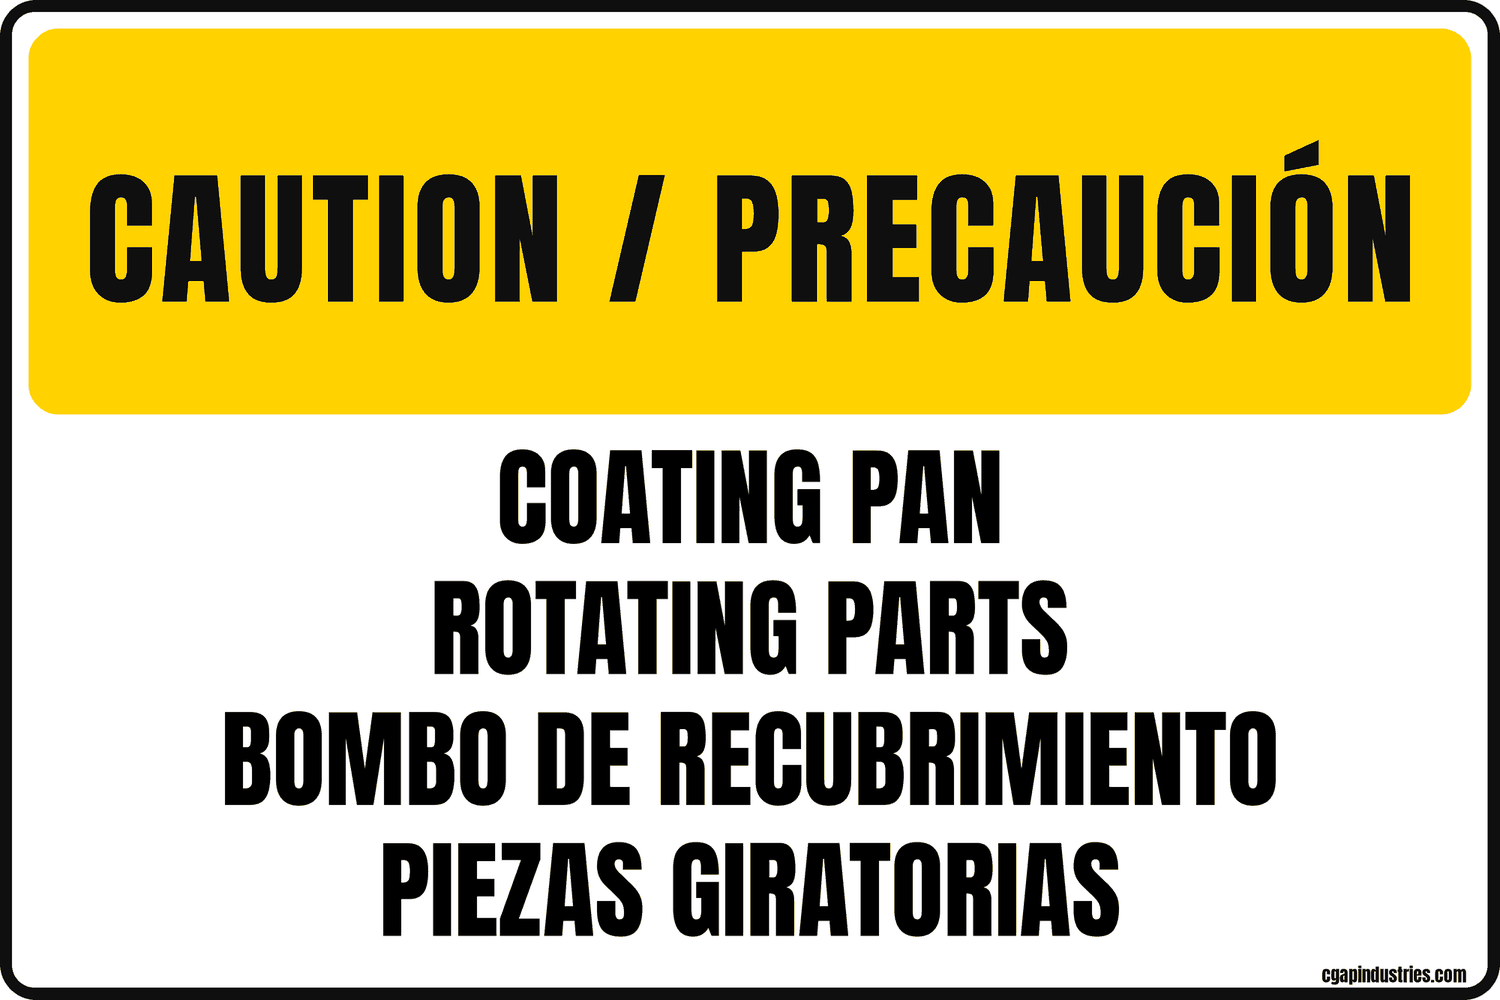 CAUTION / PRECAUCIÓN
COATING PAN
ROTATING PARTS
BOMBO DE RECUBRIMIENTO
PIEZAS GIRATORIAS
cgapindustries.com